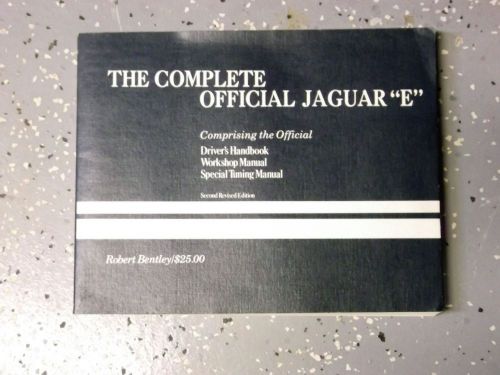 THE COMPLETE
OFFICIAL JAGUAR "E"
Comprising the Official
Driver's Handbook
Workshop Manual
Special Tuning Manual
Second Revised Edition
Robert Bentley/$25.00